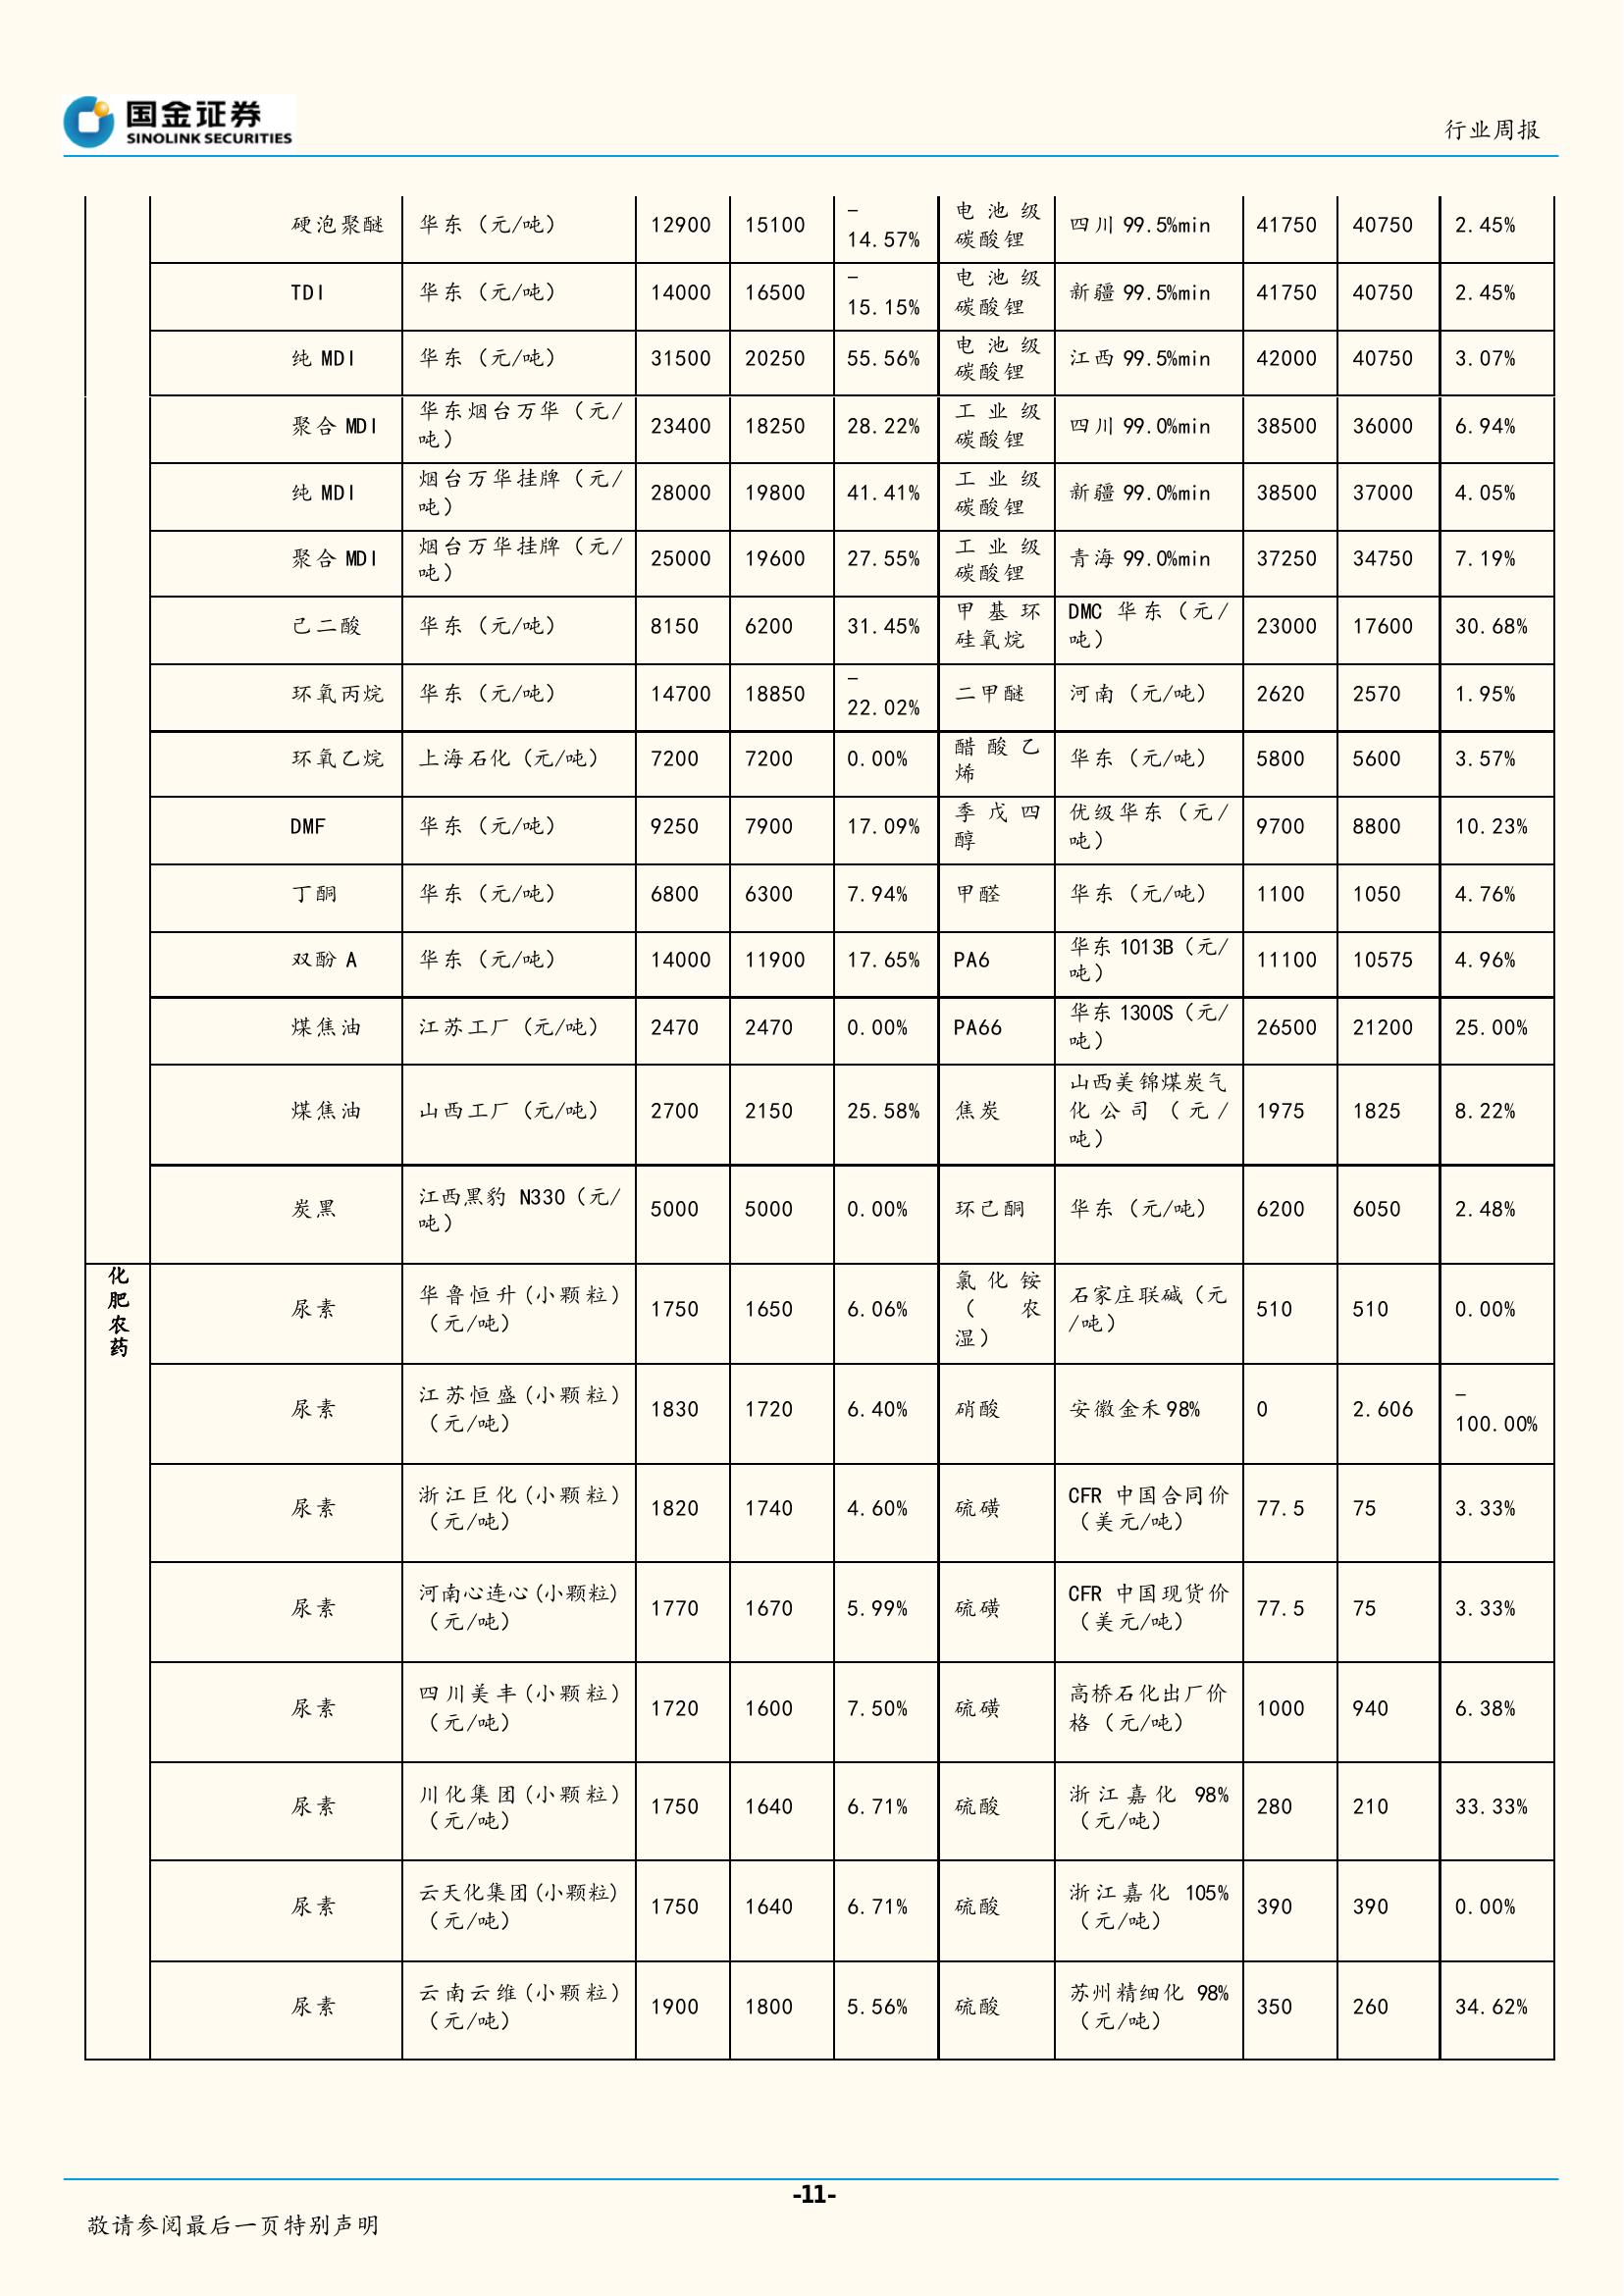 国金证券
SINOLINK SECURITIES
行业周报
硬泡聚醚 华东（元/吨） 12900 15100 -14.57% 电池级碳酸锂 四川 99.5%min 41750 40750 2.45%
TDI 华东（元/吨） 14000 16500 -15.15% 电池级碳酸锂 新疆 99.5%min 41750 40750 2.45%
纯 MDI 华东（元/吨） 31500 20250 55.56% 电池级碳酸锂 江西 99.5%min 42000 40750 3.07%
聚合 MDI 华东烟台万华（元/吨） 23400 18250 28.22% 工业级碳酸锂 四川 99.0%min 38500 36000 6.94%
纯 MDI 烟台万华挂牌（元/吨） 28000 19800 41.41% 工业级碳酸锂 新疆 99.0%min 38500 37000 4.05%
聚合 MDI 烟台万华挂牌（元/吨） 25000 19600 27.55% 工业级碳酸锂 青海 99.0%min 37250 34750 7.19%
己二酸 华东（元/吨） 8150 6200 31.45% 甲基环硅氧烷 DMC 华东（元/吨） 23000 17600 30.68%
环氧丙烷 华东（元/吨） 14700 18850 -22.02% 二甲醚 河南（元/吨） 2620 2570 1.95%
环氧乙烷 上海石化（元/吨） 7200 7200 0.00% 醋酸乙烯 华东（元/吨） 5800 5600 3.57%
DMF 华东（元/吨） 9250 7900 17.09% 季戊四醇 优级华东（元/吨） 9700 8800 10.23%
丁酮 华东（元/吨） 6800 6300 7.94% 甲醛 华东（元/吨） 1100 1050 4.76%
双酚 A 华东（元/吨） 14000 11900 17.65% PA6 华东 1013B（元/吨） 11100 10575 4.96%
煤焦油 江苏工厂（元/吨） 2470 2470 0.00% PA66 华东 1300S（元/吨） 26500 21200 25.00%
煤焦油 山西工厂（元/吨） 2700 2150 25.58% 焦炭 山西美锦煤炭气化公司（元/吨） 1975 1825 8.22%
炭黑 江西黑豹 N330（元/吨） 5000 5000 0.00% 环己酮 华东（元/吨） 6200 6050 2.48%
化肥农药 尿素 华鲁恒升(小颗粒)（元/吨） 1750 1650 6.06% 氯化铵（农湿） 石家庄联碱（元/吨） 510 510 0.00%
尿素 江苏恒盛(小颗粒)（元/吨） 1830 1720 6.40% 硝酸 安徽金禾 98% 0 2.606 -100.00%
尿素 浙江巨化(小颗粒)（元/吨） 1820 1740 4.60% 硫磺 CFR 中国合同价（美元/吨） 77.5 75 3.33%
尿素 河南心连心(小颗粒)（元/吨） 1770 1670 5.99% 硫磺 CFR 中国现货价（美元/吨） 77.5 75 3.33%
尿素 四川美丰(小颗粒)（元/吨） 1720 1600 7.50% 硫磺 高桥石化出厂价格（元/吨） 1000 940 6.38%
尿素 川化集团(小颗粒)（元/吨） 1750 1640 6.71% 硫酸 浙江嘉化 98%（元/吨） 280 210 33.33%
尿素 云天化集团(小颗粒)（元/吨） 1750 1640 6.71% 硫酸 浙江嘉化 105%（元/吨） 390 390 0.00%
尿素 云南云维(小颗粒)（元/吨） 1900 1800 5.56% 硫酸 苏州精细化 98%（元/吨） 350 260 34.62%
-11-
敬请参阅最后一页特别声明